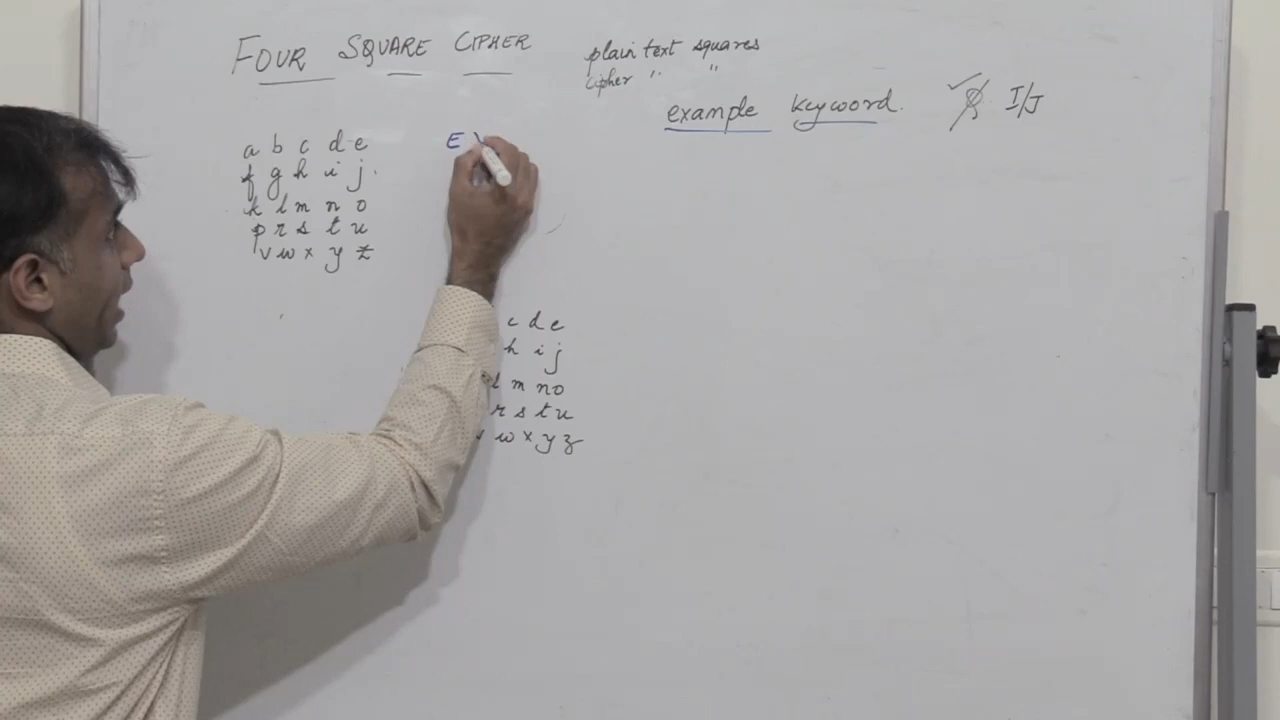 FOUR SQUARE CIPHER
plain text squares
cipher " "
example keyword. ✓ Q I/J
a b c d e
f g h i j
k l m n o
p r s t u
v w x y z
E
c d e
h i j
l m n o
r s t u
v w x y z